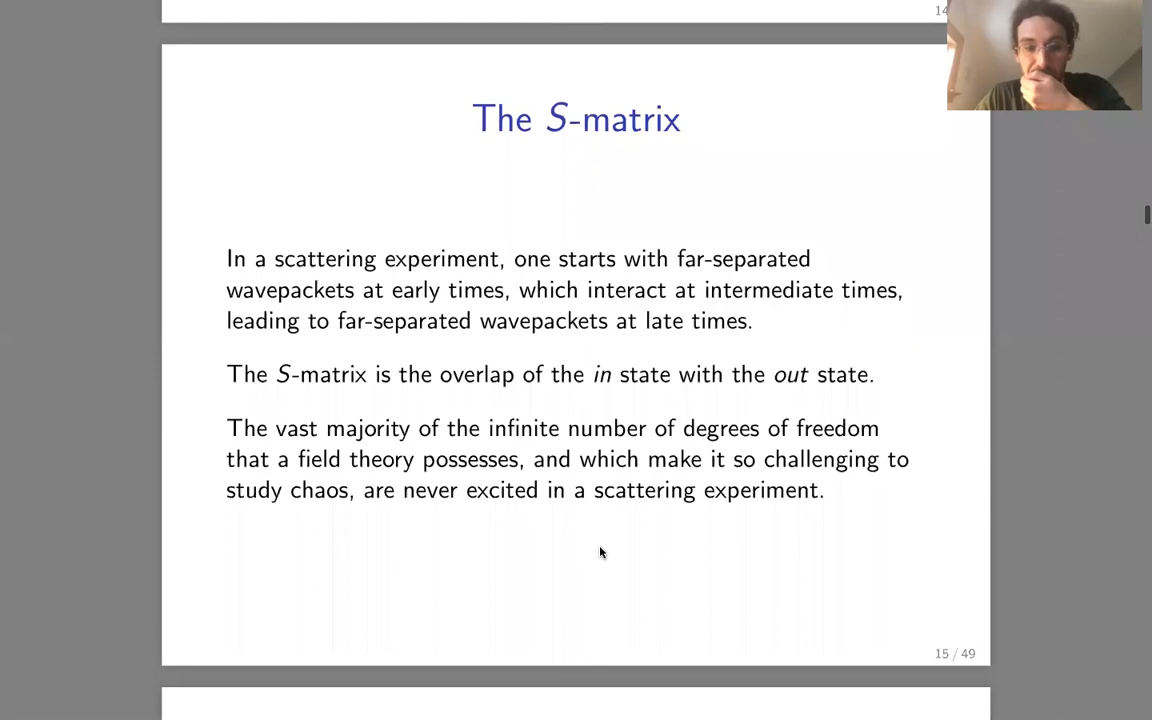 14
The S-matrix
In a scattering experiment, one starts with far-separated
wavepackets at early times, which interact at intermediate times,
leading to far-separated wavepackets at late times.
The S-matrix is the overlap of the in state with the out state.
The vast majority of the infinite number of degrees of freedom
that a field theory possesses, and which make it so challenging to
study chaos, are never excited in a scattering experiment.
15 / 49